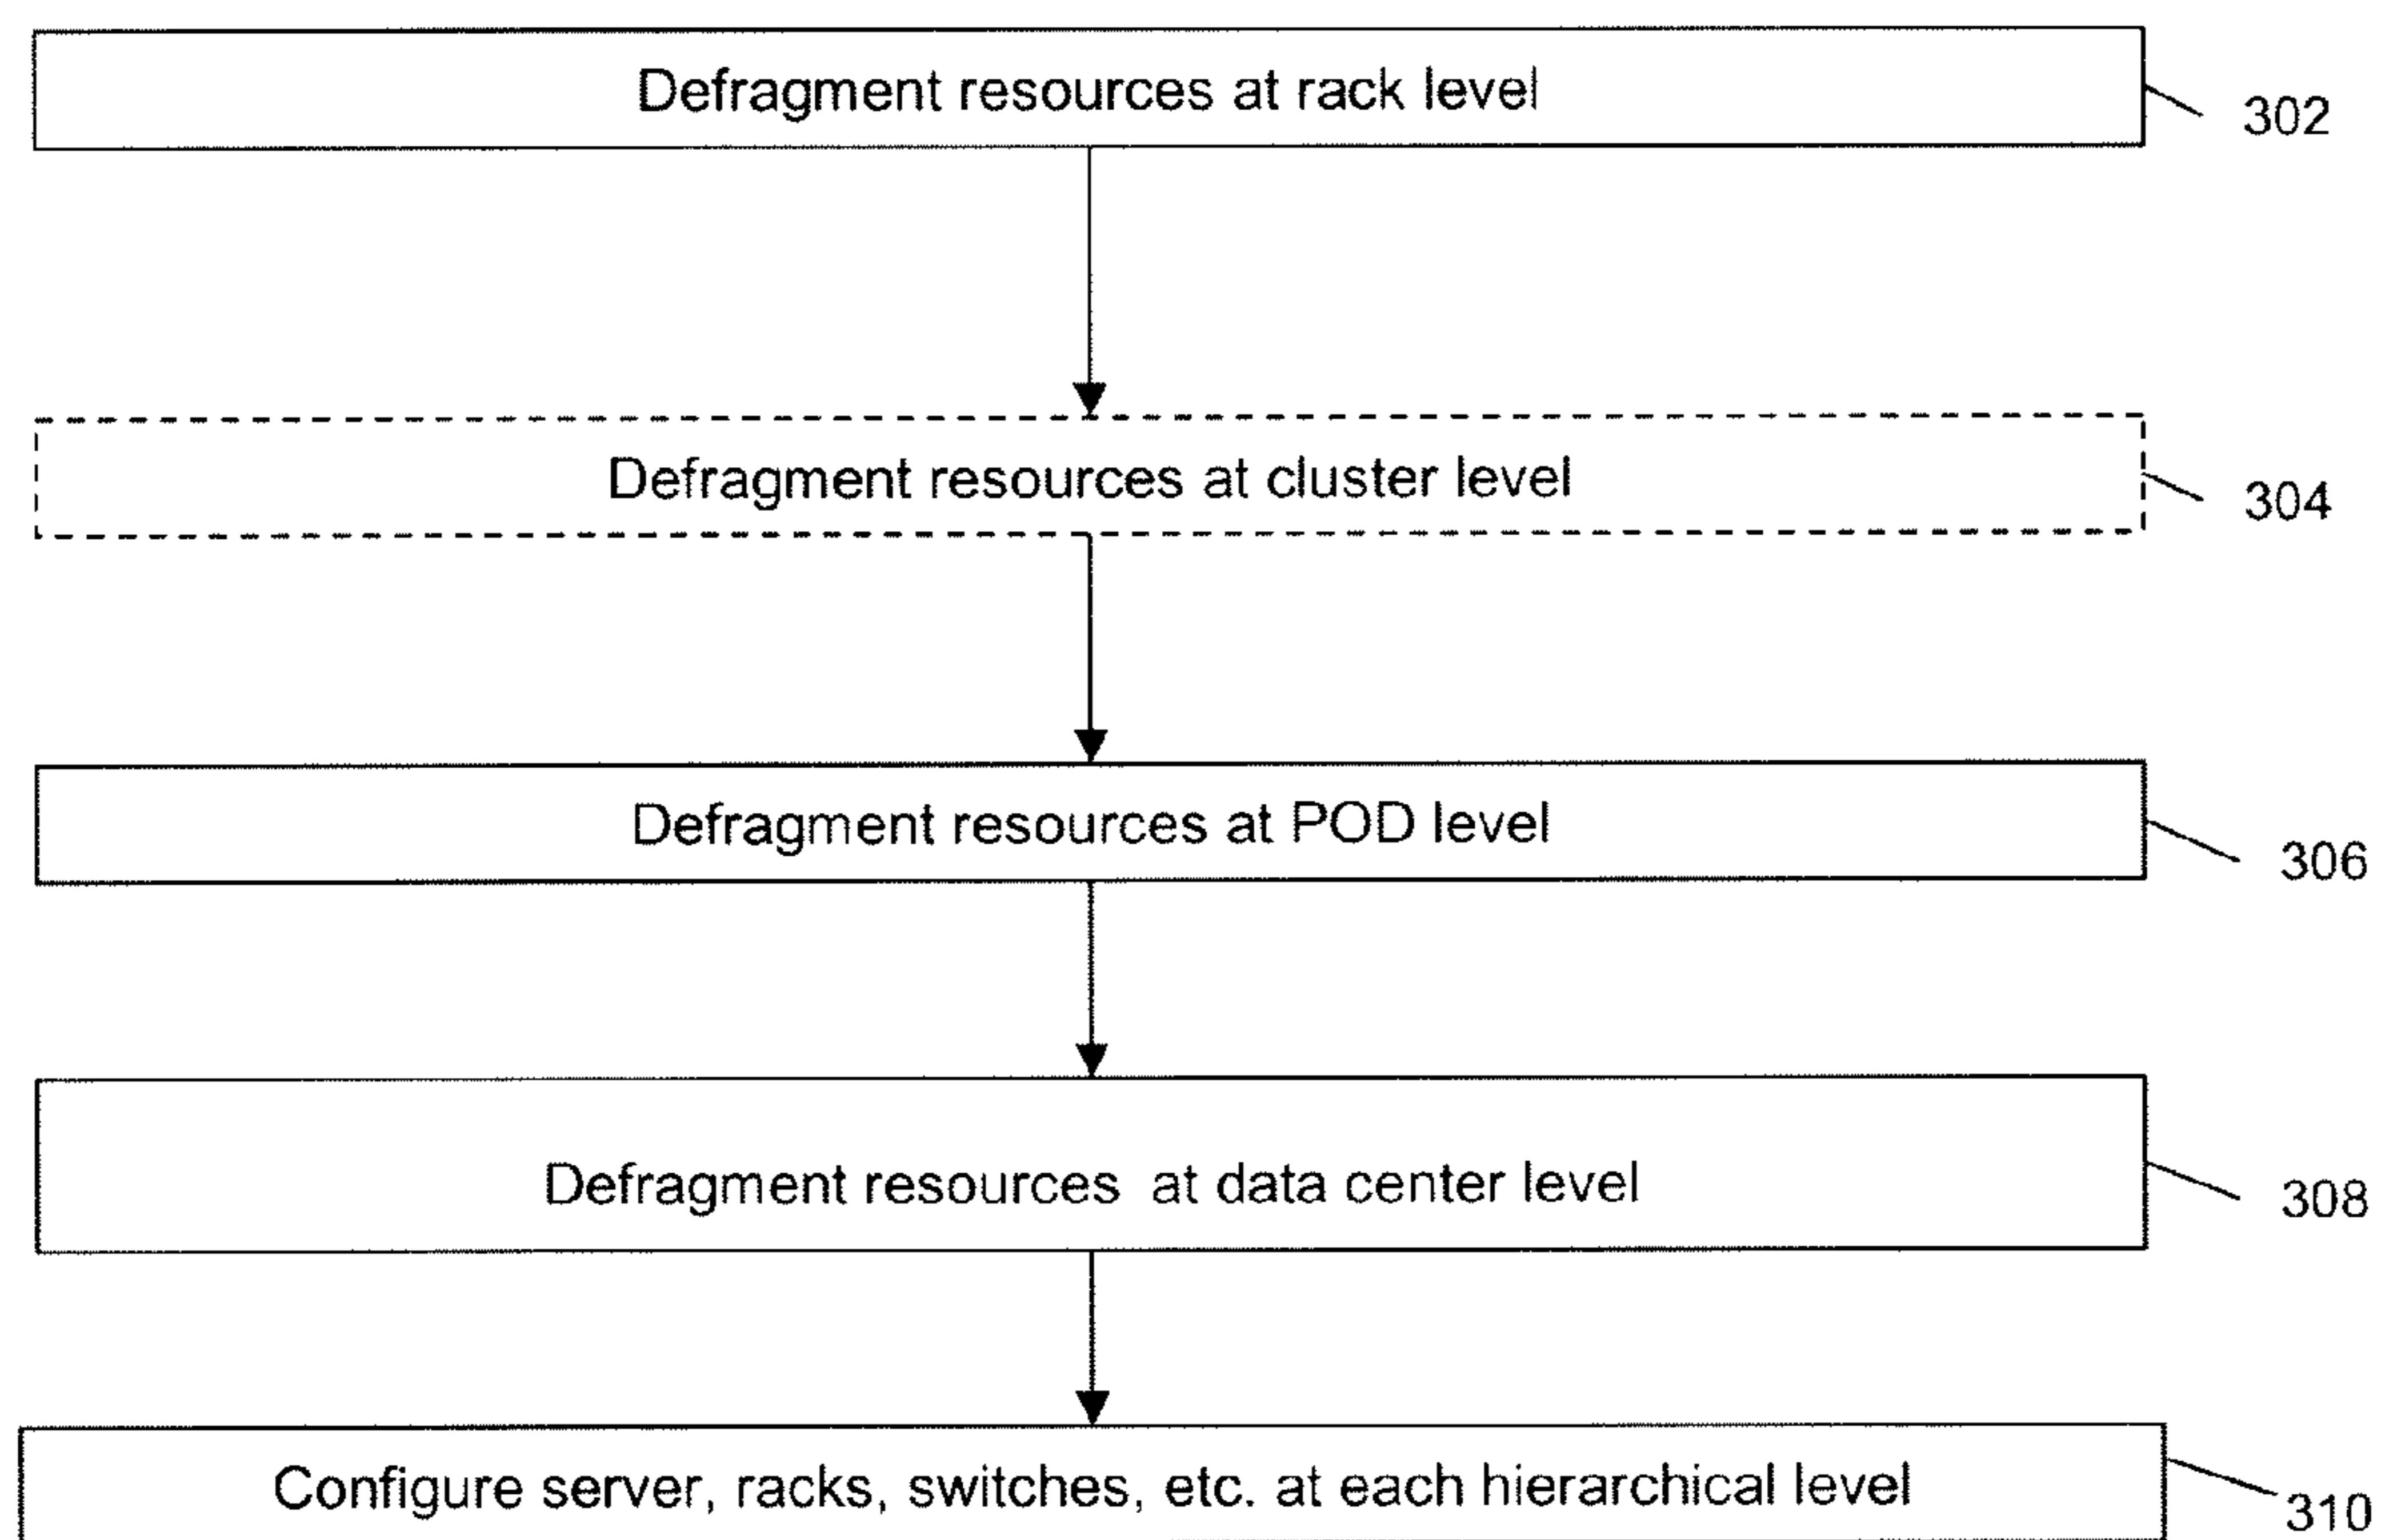 Defragment resources at rack level
302
Defragment resources at cluster level
304
Defragment resources at POD level
306
Defragment resources at data center level
308
Configure server, racks, switches, etc. at each hierarchical level
310